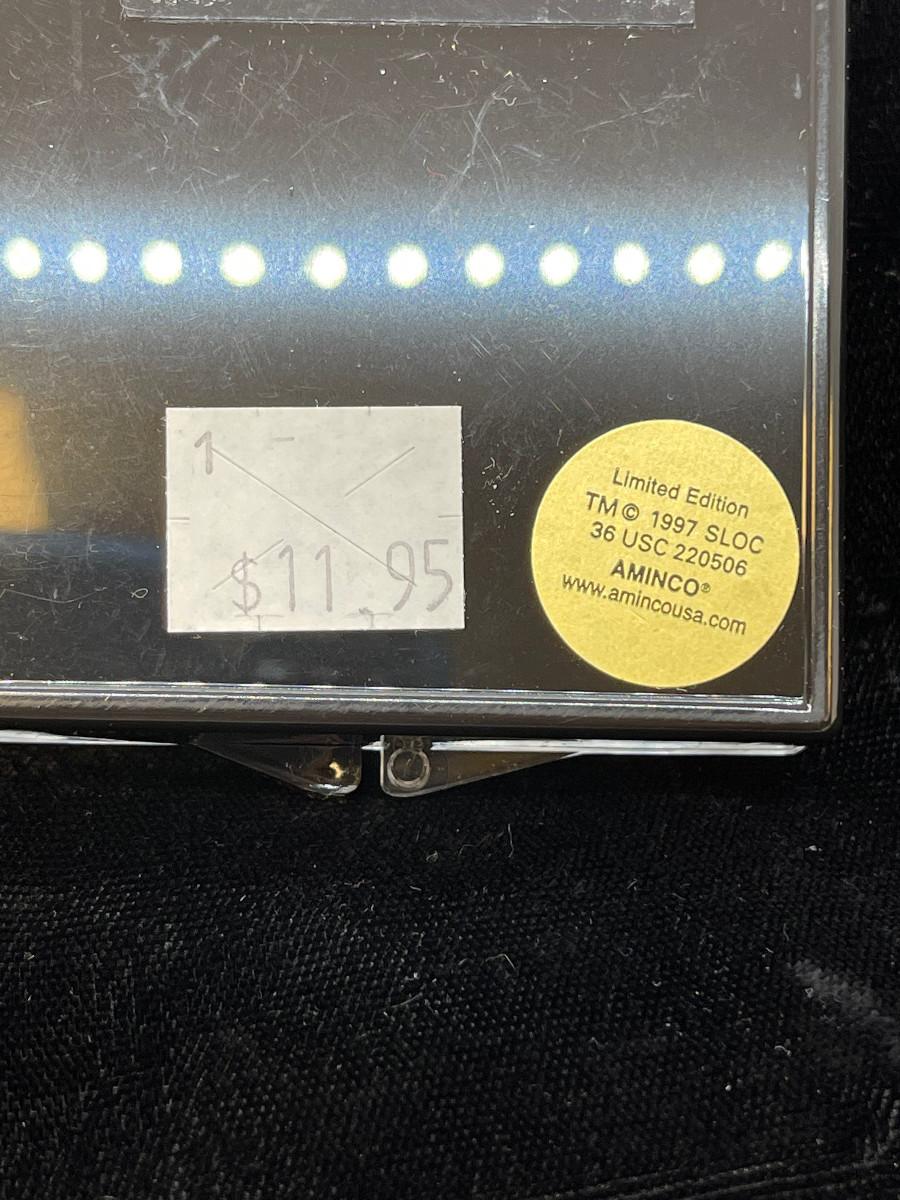 1 -
$11.95
Limited Edition
TM © 1997 SLOC
36 USC 220506
AMINCO®
www.amincousa.com